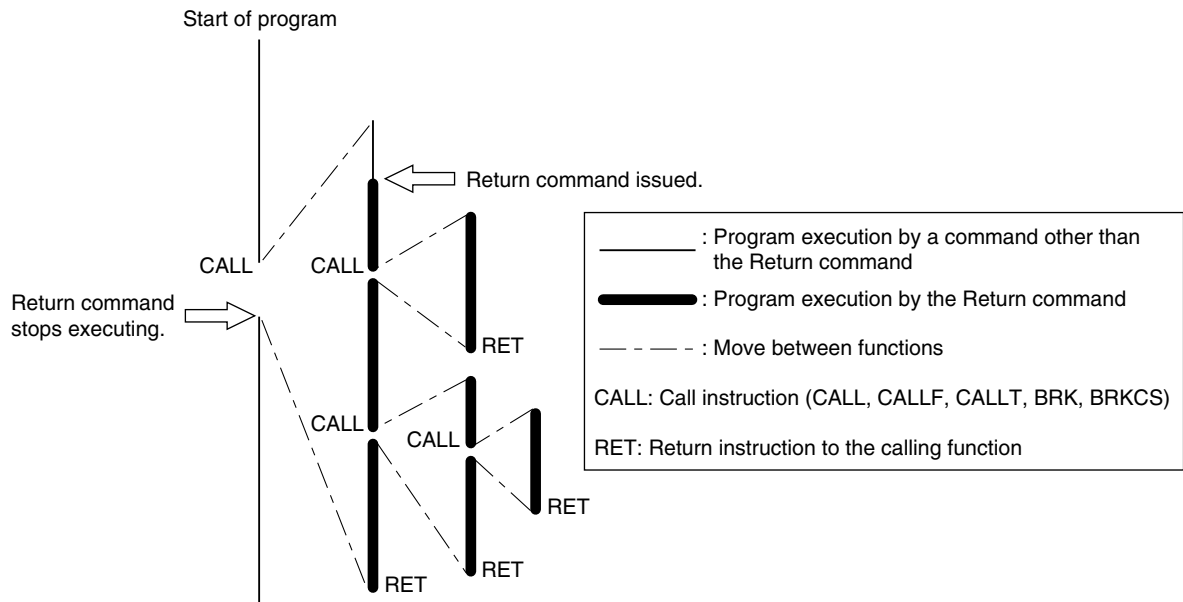 Start of program
Return command issued.
CALL
CALL
Return command
stops executing.
RET
CALL
CALL
RET
RET
RET
: Program execution by a command other than
the Return command
: Program execution by the Return command
: Move between functions
CALL: Call instruction (CALL, CALLF, CALLT, BRK, BRKCS)
RET: Return instruction to the calling function